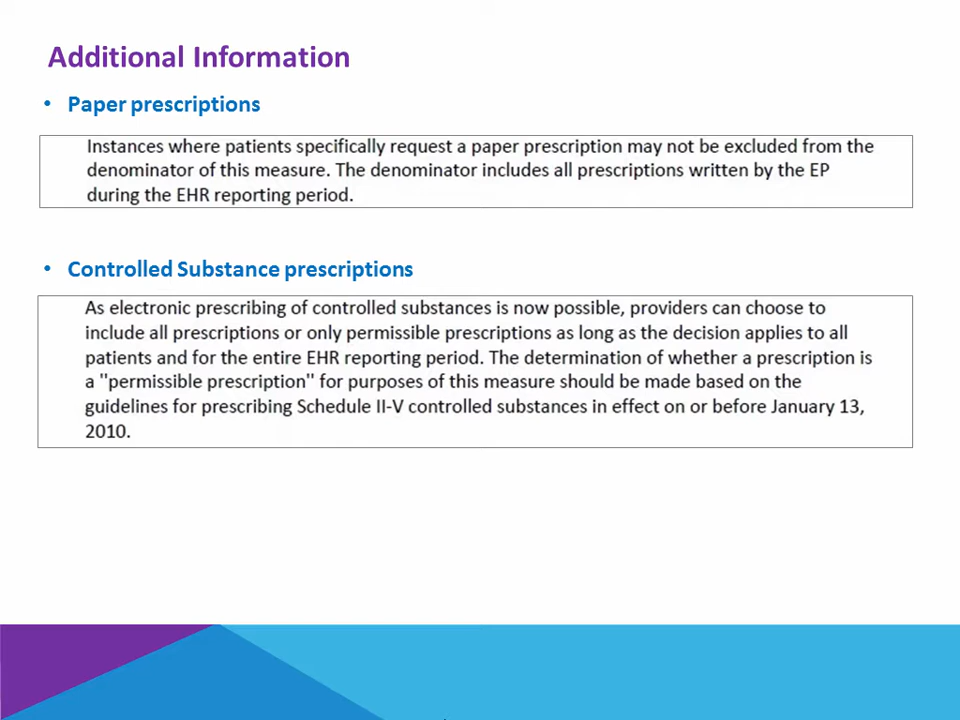 Additional Information
• Paper prescriptions
Instances where patients specifically request a paper prescription may not be excluded from the
denominator of this measure. The denominator includes all prescriptions written by the EP
during the EHR reporting period.
• Controlled Substance prescriptions
As electronic prescribing of controlled substances is now possible, providers can choose to
include all prescriptions or only permissible prescriptions as long as the decision applies to all
patients and for the entire EHR reporting period. The determination of whether a prescription is
a "permissible prescription" for purposes of this measure should be made based on the
guidelines for prescribing Schedule II-V controlled substances in effect on or before January 13,
2010.